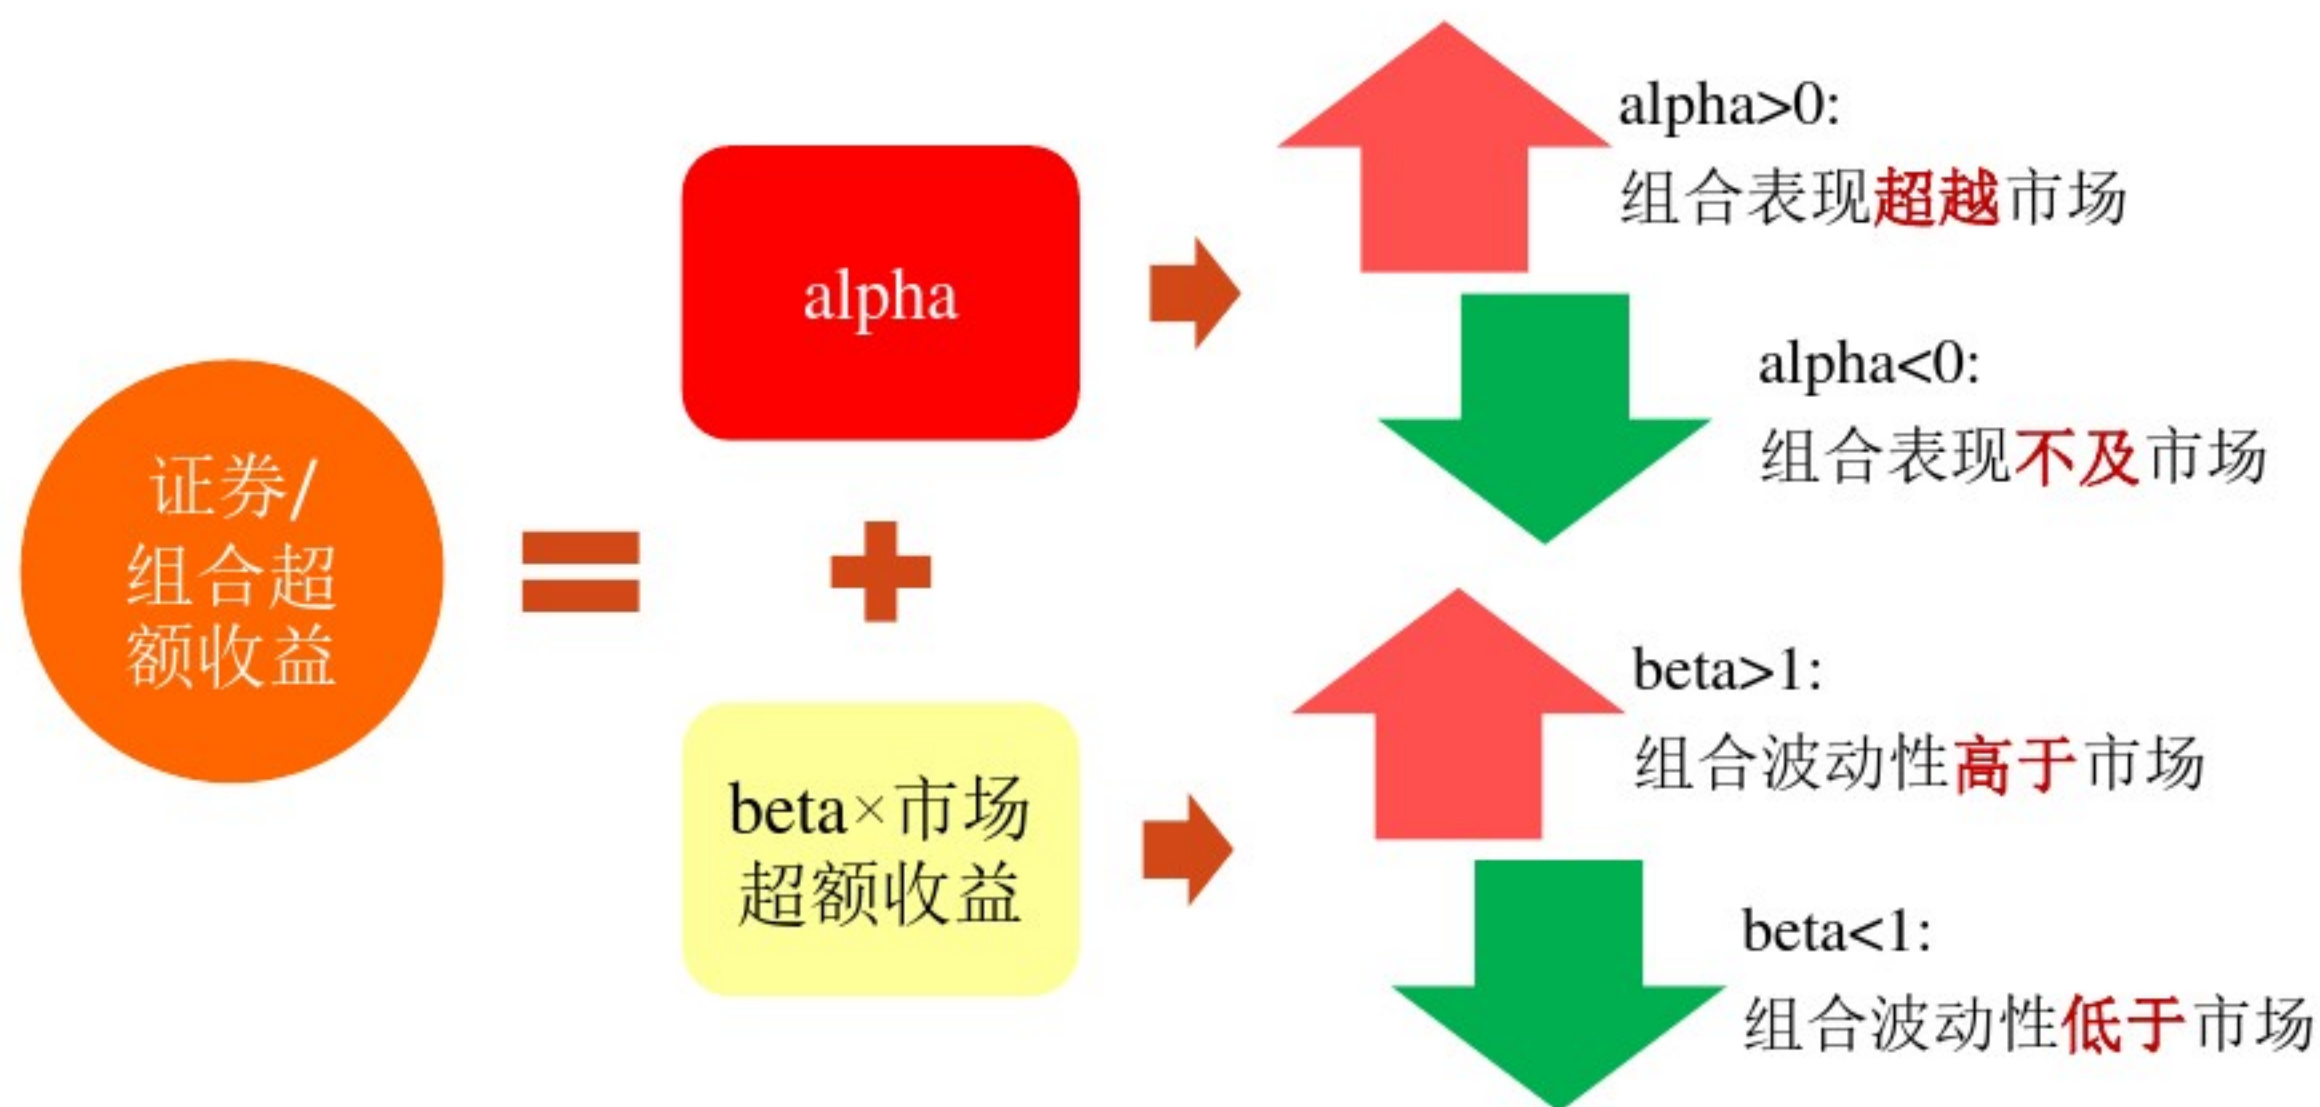 证券/
组合超
额收益
alpha
beta×市场
超额收益
alpha>0:
组合表现超越市场
alpha<0:
组合表现不及市场
beta>1:
组合波动性高于市场
beta<1:
组合波动性低于市场